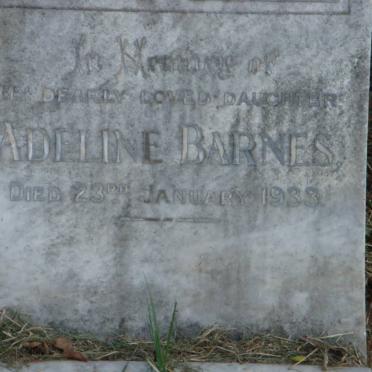 In Memory of
DEARLY LOVED DAUGHTER
ADELINE BARNES,
DIED 23RD JANUARY 1933